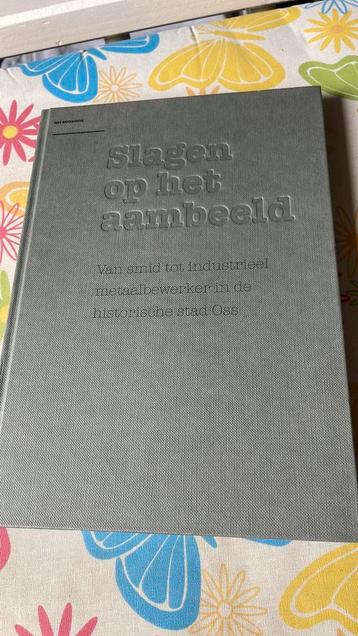 Slagen
op het
aambeeld
Van smid tot industrieel
metaalbewerker in de
historische stad Oss